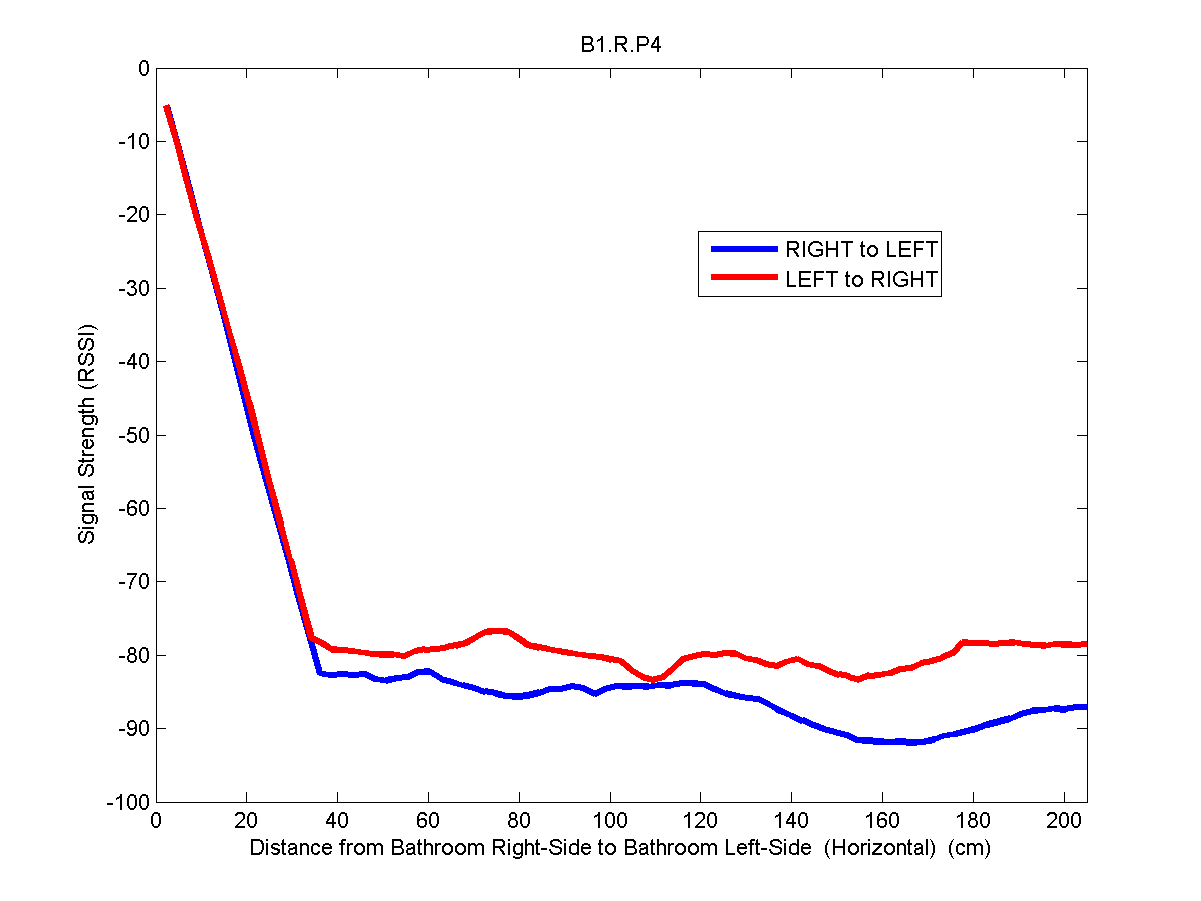 B1.R.P4
0
-10
-20
-30
-40
-50
-60
-70
-80
-90
-100
Signal Strength (RSSI)
RIGHT to LEFT
LEFT to RIGHT
0 20 40 60 80 100 120 140 160 180 200
Distance from Bathroom Right-Side to Bathroom Left-Side  (Horizontal)  (cm)